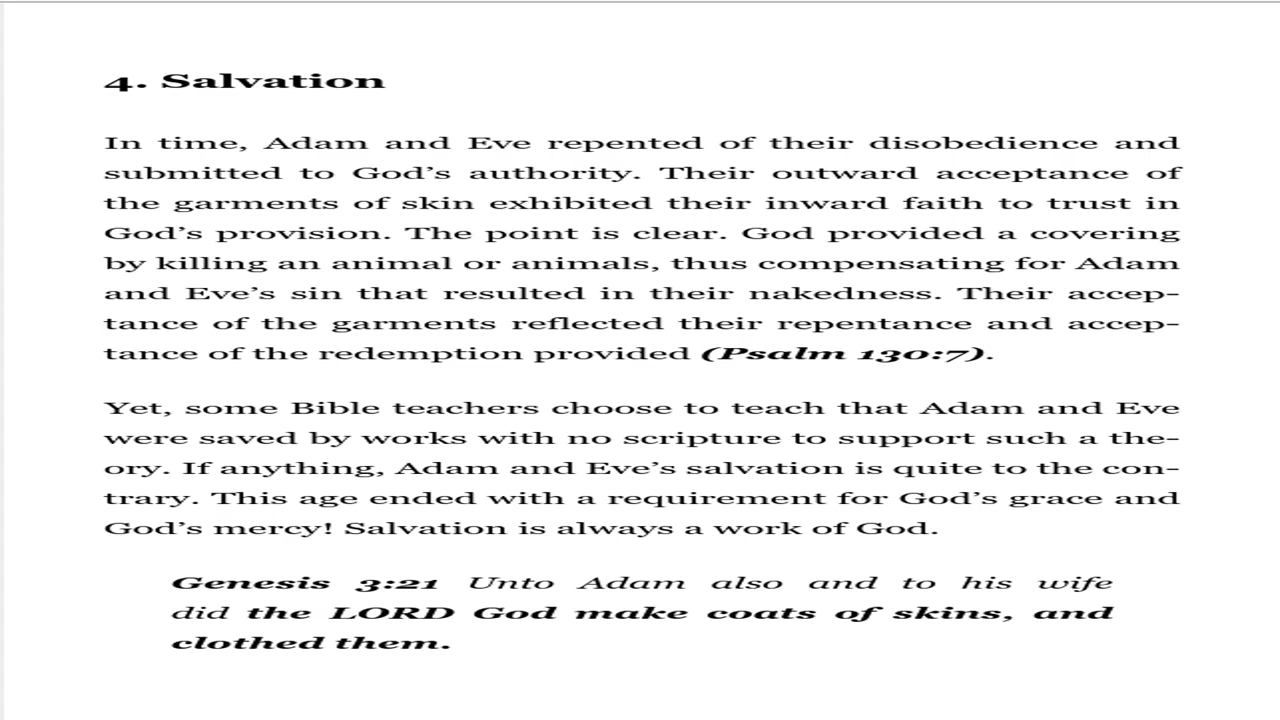 4. Salvation
In time, Adam and Eve repented of their disobedience and
submitted to God’s authority. Their outward acceptance of
the garments of skin exhibited their inward faith to trust in
God’s provision. The point is clear. God provided a covering
by killing an animal or animals, thus compensating for Adam
and Eve’s sin that resulted in their nakedness. Their accep-
tance of the garments reflected their repentance and accep-
tance of the redemption provided (Psalm 130:7).
Yet, some Bible teachers choose to teach that Adam and Eve
were saved by works with no scripture to support such a the-
ory. If anything, Adam and Eve’s salvation is quite to the con-
trary. This age ended with a requirement for God’s grace and
God’s mercy! Salvation is always a work of God.
Genesis 3:21 Unto Adam also and to his wife
did the LORD God make coats of skins, and
clothed them.